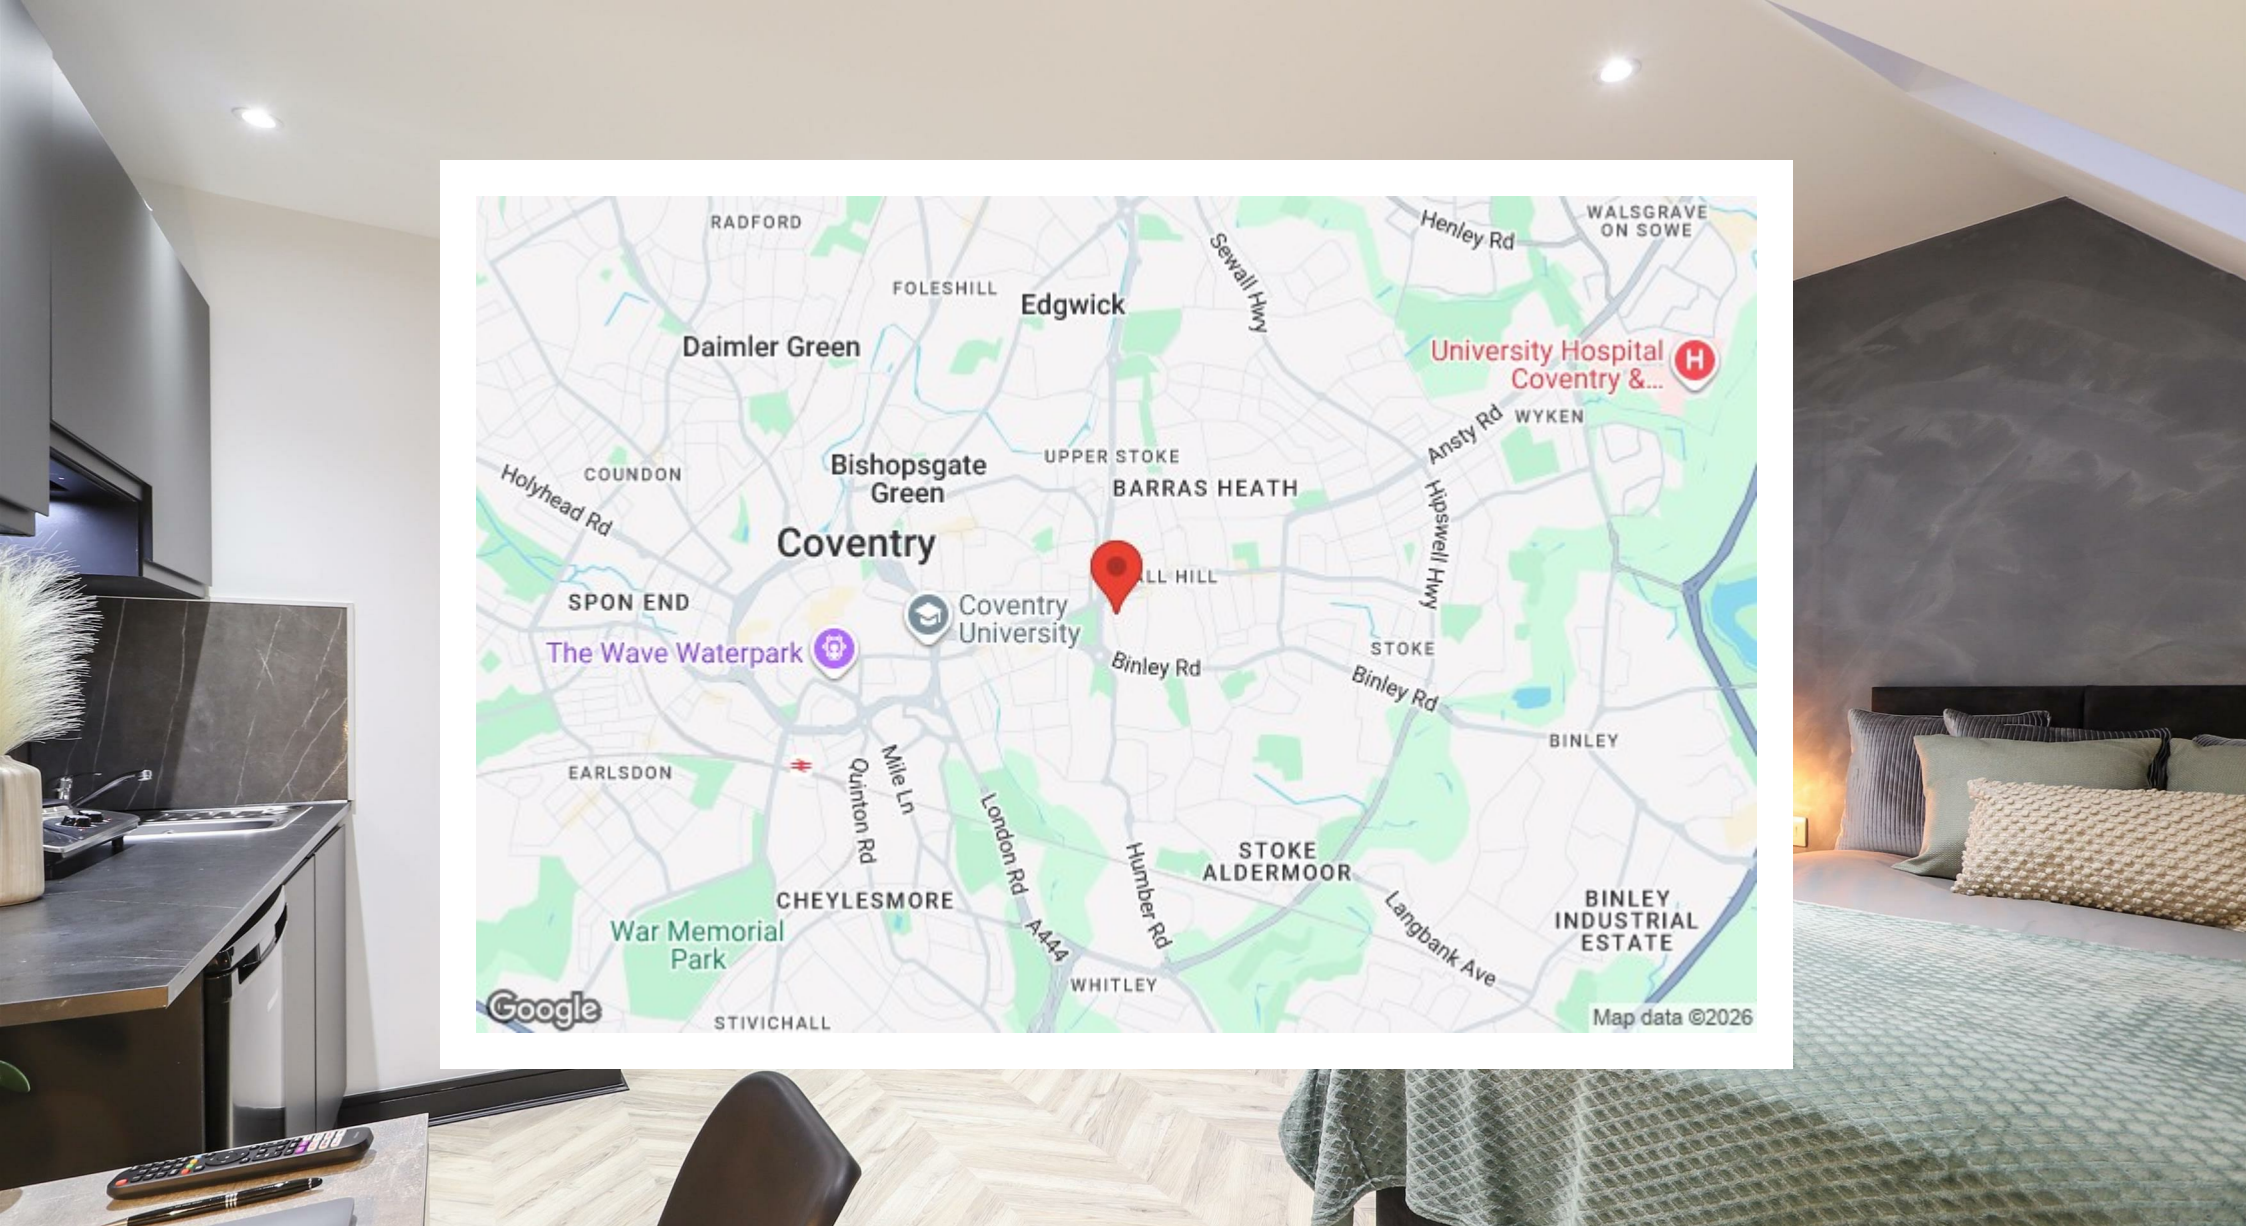 RADFORD
Henley Rd
WALSGRAVE
ON SOWE
Sewall Hwy
FOLESHILL
Edgwick
Daimler Green
University Hospital
Coventry &...
H
Ansty Rd
WYKEN
UPPER STOKE
Bishopsgate
Green
COUNDON
BARRAS HEATH
Holyhead Rd
Hipswell Hwy
Coventry
LL HILL
SPON END
Coventry
University
The Wave Waterpark
STOKE
Binley Rd
Binley Rd
BINLEY
EARLSDON
Mile Ln
Quinton Rd
London Rd
Humber Rd
STOKE
ALDERMOOR
CHEYLESMORE
Langbank Ave
BINLEY
INDUSTRIAL
ESTATE
War Memorial
Park
A444
WHITLEY
Google
STIVICHALL
Map data ©2026